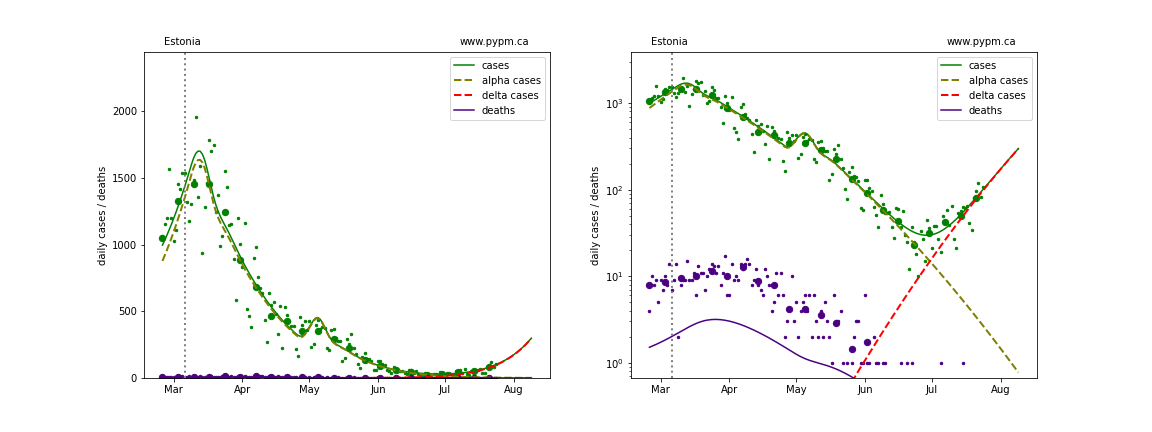 Estonia www.pypm.ca
cases
alpha cases
delta cases
deaths
daily cases / deaths
2000
1500
1000
500
0
Mar Apr May Jun Jul Aug
Estonia www.pypm.ca
cases
alpha cases
delta cases
deaths
daily cases / deaths
10³
10²
10¹
10⁰
Mar Apr May Jun Jul Aug